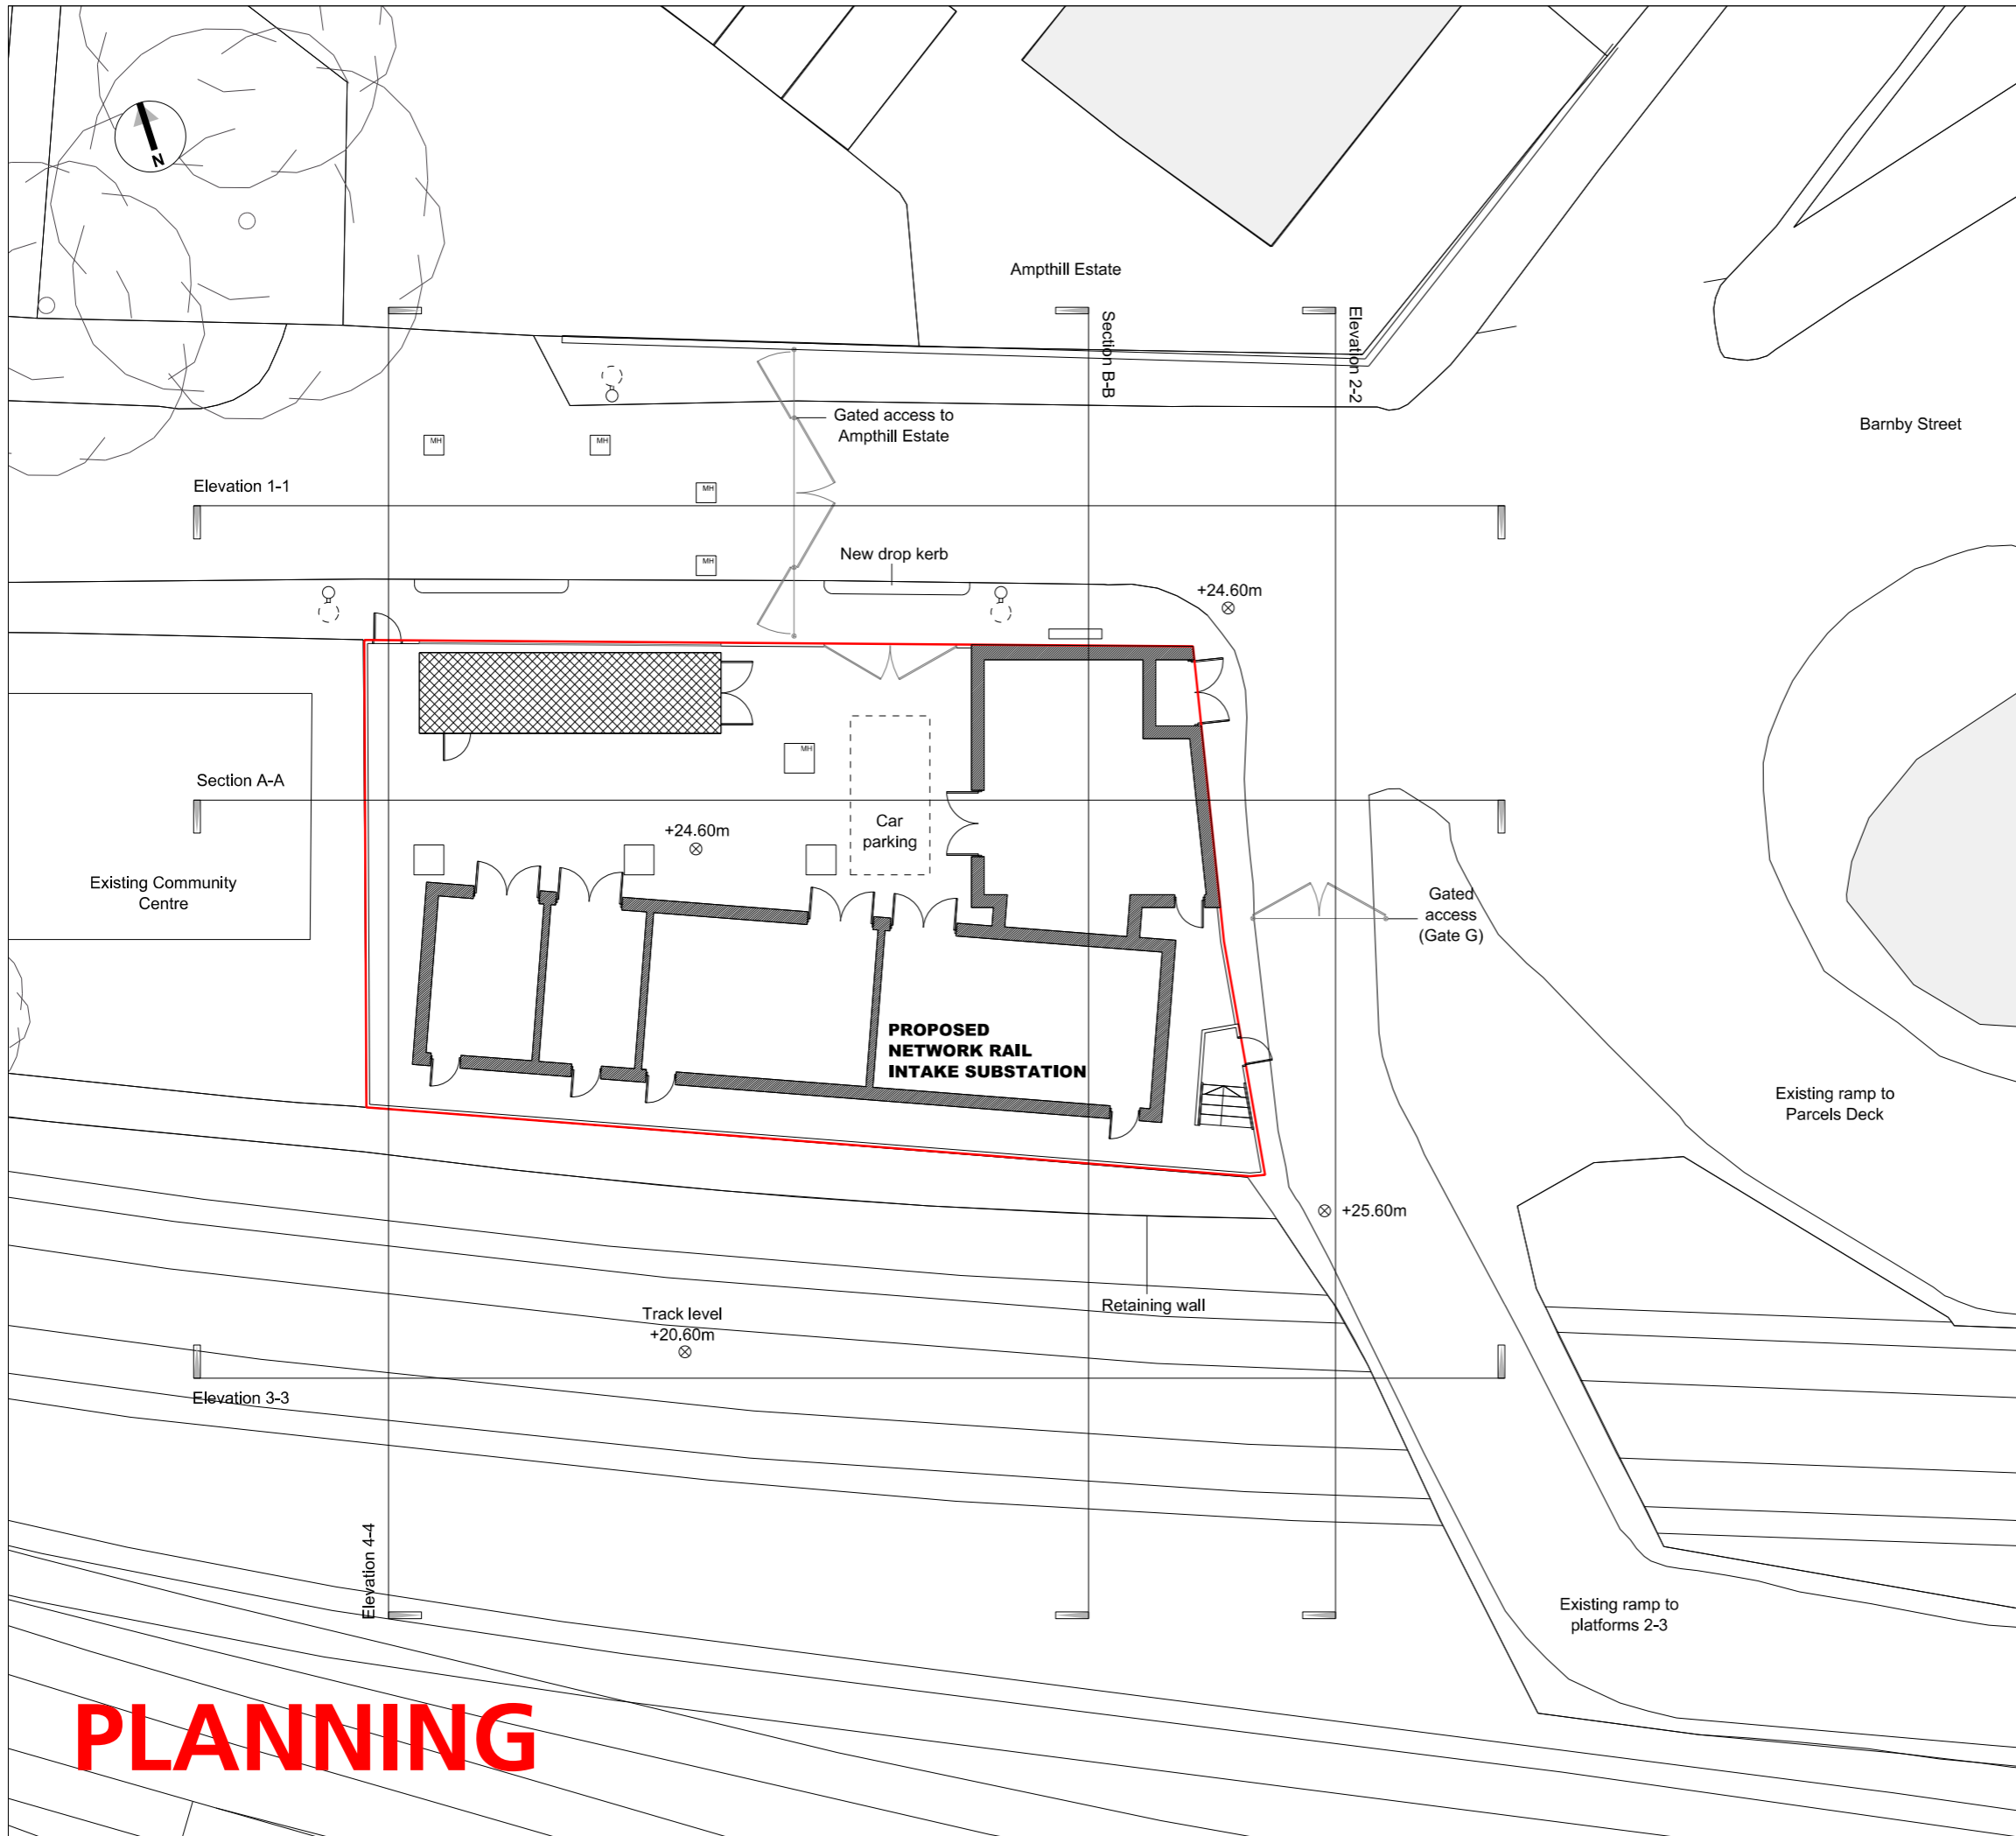 N
Ampthill Estate
Section B-B
Elevation 2-2
Gated access to
Ampthill Estate
Barnby Street
MH
MH
MH
Elevation 1-1
MH
New drop kerb
+24.60m
MH
Section A-A
Car
parking
+24.60m
Existing Community
Centre
Gated
access
(Gate G)
PROPOSED
NETWORK RAIL
INTAKE SUBSTATION
Existing ramp to
Parcels Deck
+25.60m
Retaining wall
Track level
+20.60m
Elevation 3-3
Elevation 4-4
Existing ramp to
platforms 2-3
PLANNING